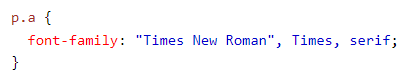 p.a {
  font-family: "Times New Roman", Times, serif;
}